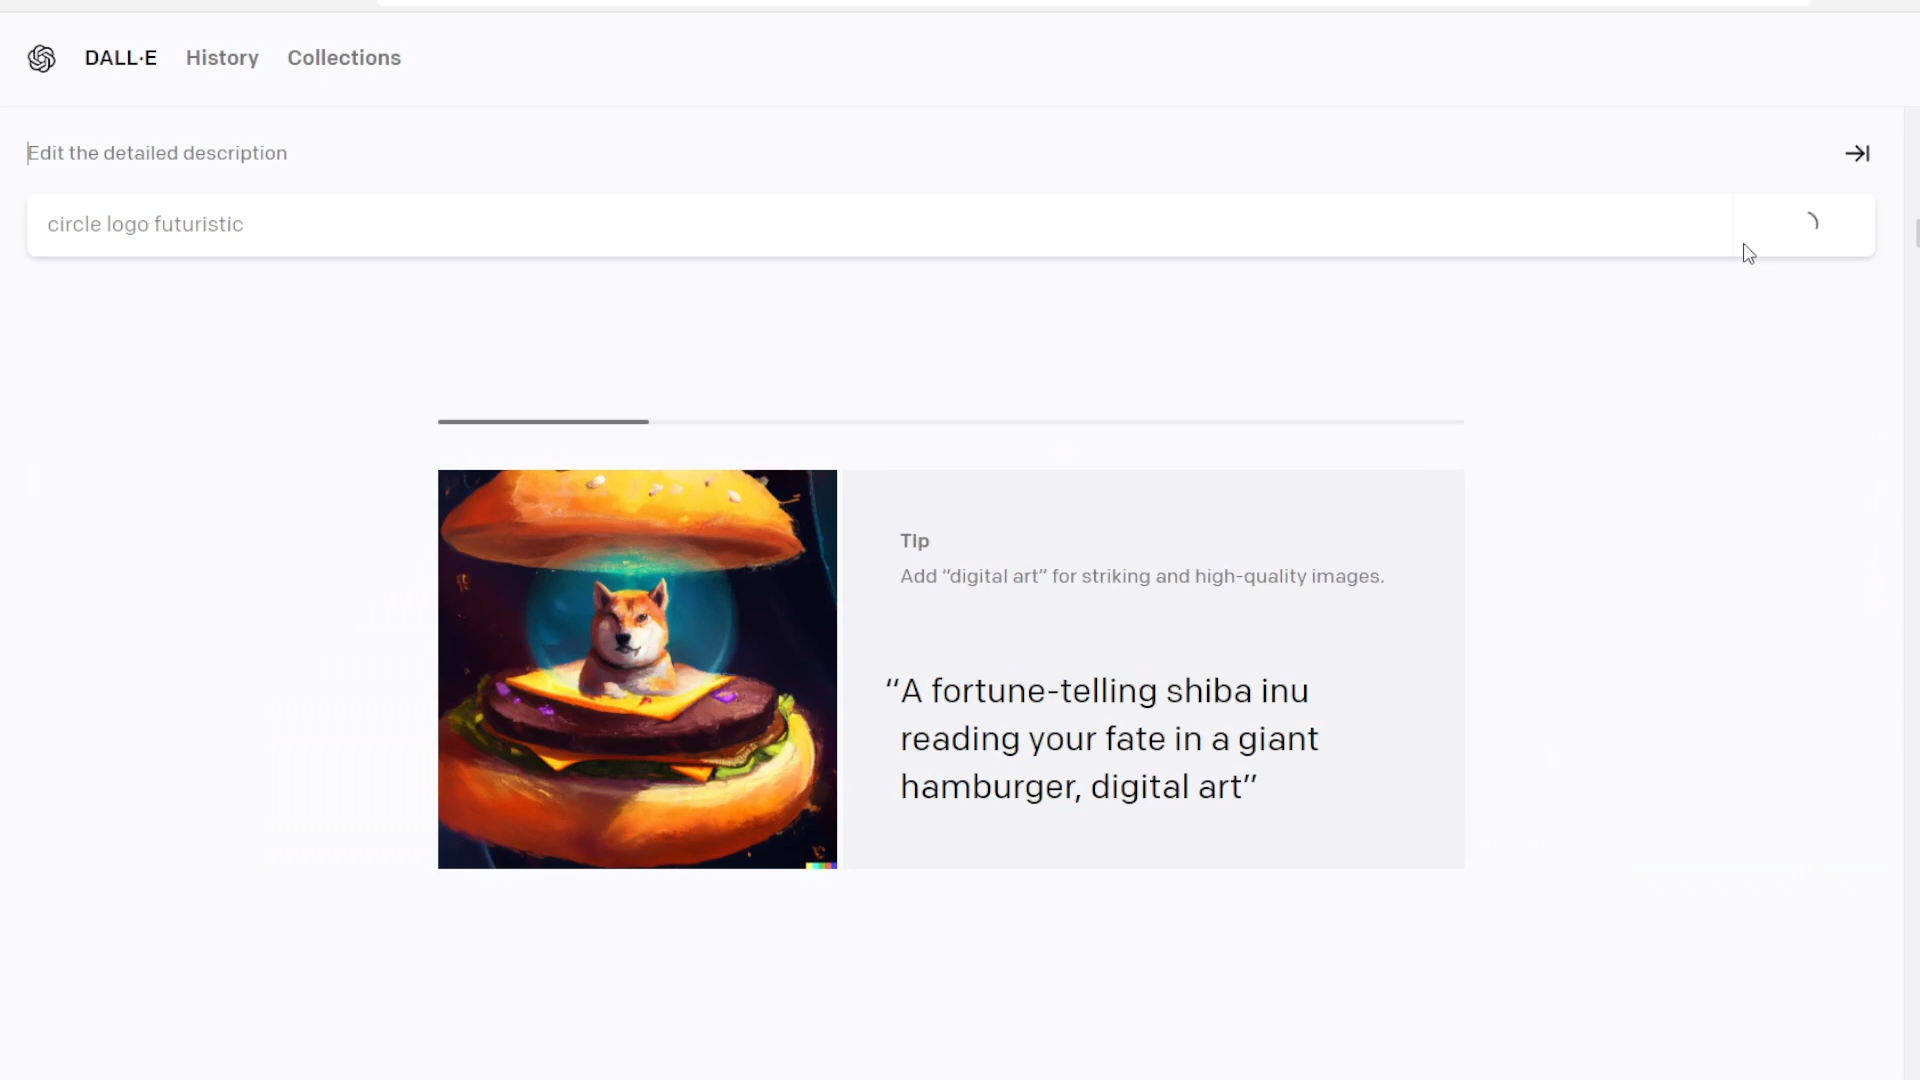 DALL·E History Collections
Edit the detailed description
circle logo futuristic
Tip
Add “digital art” for striking and high-quality images.
“A fortune-telling shiba inu
reading your fate in a giant
hamburger, digital art”